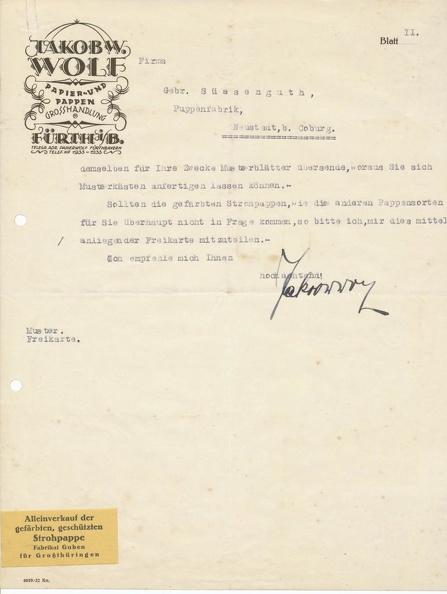 JAKOB W.
WOLF
PAPIER-UND
PAPPEN
GROSSHANDLUNG
FÜRTH i/B.
Blatt II.
Firma
Gebr. Süssenguth,
Puppenfabrik,
Neustadt,b. Coburg.
demselben für Ihre Zwecke Musterblätter übersende,woraus Sie sich
Musterkästen anfertigen lassen können.-
Sollten die gefärbten Strohpappen,wie die anderen Pappensorten
für Sie überhaupt nicht in Frage kommen,so bitte ich,mir dies mittel
anliegender Freikarte mitzuteilen.-
empfehle mich Ihnen
hochachtend!
Muster.
Freikarte.
Alleinverkauf der
gefärbten, geschützten
Strohpappe
Fabrikat Guben
für Großthüringen